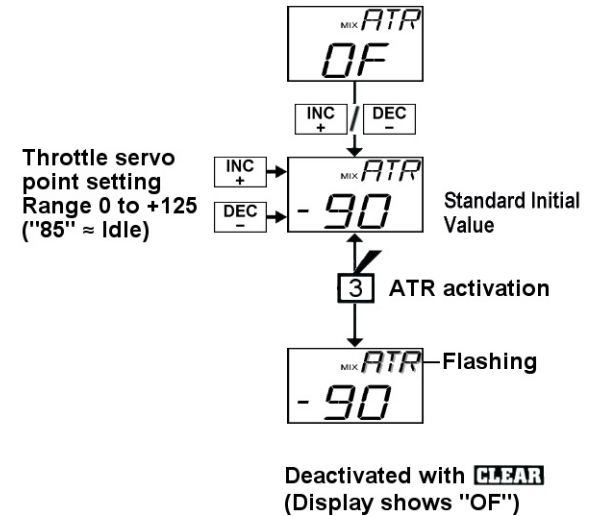 MIX ATR
OF
INC + / DEC –
Throttle servo
point setting
Range 0 to +125
("85" ≈ Idle)
INC +
DEC –
MIX ATR
- 90
Standard Initial
Value
3 ATR activation
MIX ATR Flashing
- 90
Deactivated with CLEAR
(Display shows "OF")